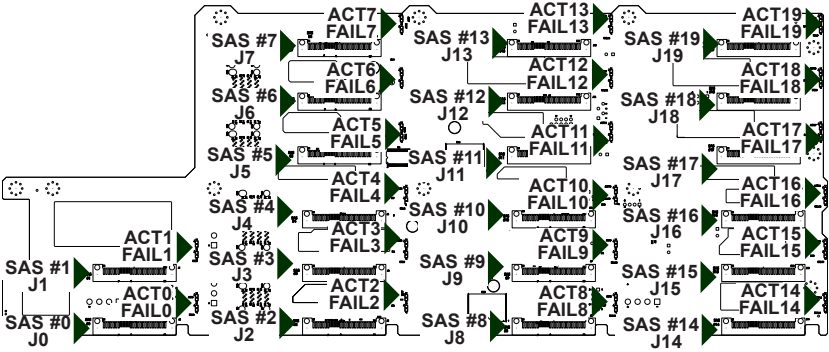 ACT7
FAIL7
SAS #7
J7
ACT6
FAIL6
SAS #6
J6
ACT5
FAIL5
SAS #5
J5
ACT4
FAIL4
SAS #4
J4
ACT3
FAIL3
SAS #3
J3
ACT2
FAIL2
SAS #2
J2
ACT1
FAIL1
SAS #1
J1
ACT0
FAIL0
SAS #0
J0
ACT13
FAIL13
SAS #13
J13
ACT12
FAIL12
SAS #12
J12
ACT11
FAIL11
SAS #11
J11
ACT10
FAIL10
SAS #10
J10
ACT9
FAIL9
SAS #9
J9
ACT8
FAIL8
SAS #8
J8
ACT19
FAIL19
SAS #19
J19
ACT18
FAIL18
SAS #18
J18
ACT17
FAIL17
SAS #17
J17
ACT16
FAIL16
SAS #16
J16
ACT15
FAIL15
SAS #15
J15
ACT14
FAIL14
SAS #14
J14